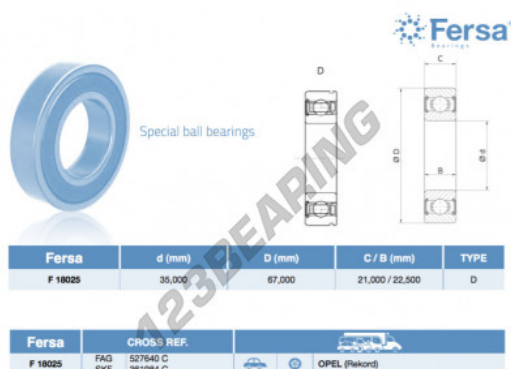 Fersa
Bearings
D
C
Special ball bearings
Ø D
B
Ø d
123BEARING
Fersa d (mm) D (mm) C / B (mm) TYPE
F 18025 35,000 67,000 21,000 / 22,500 D
Fersa CROSS REF.
F 18025 FAG 527640 C OPEL (Rekord)
SKF